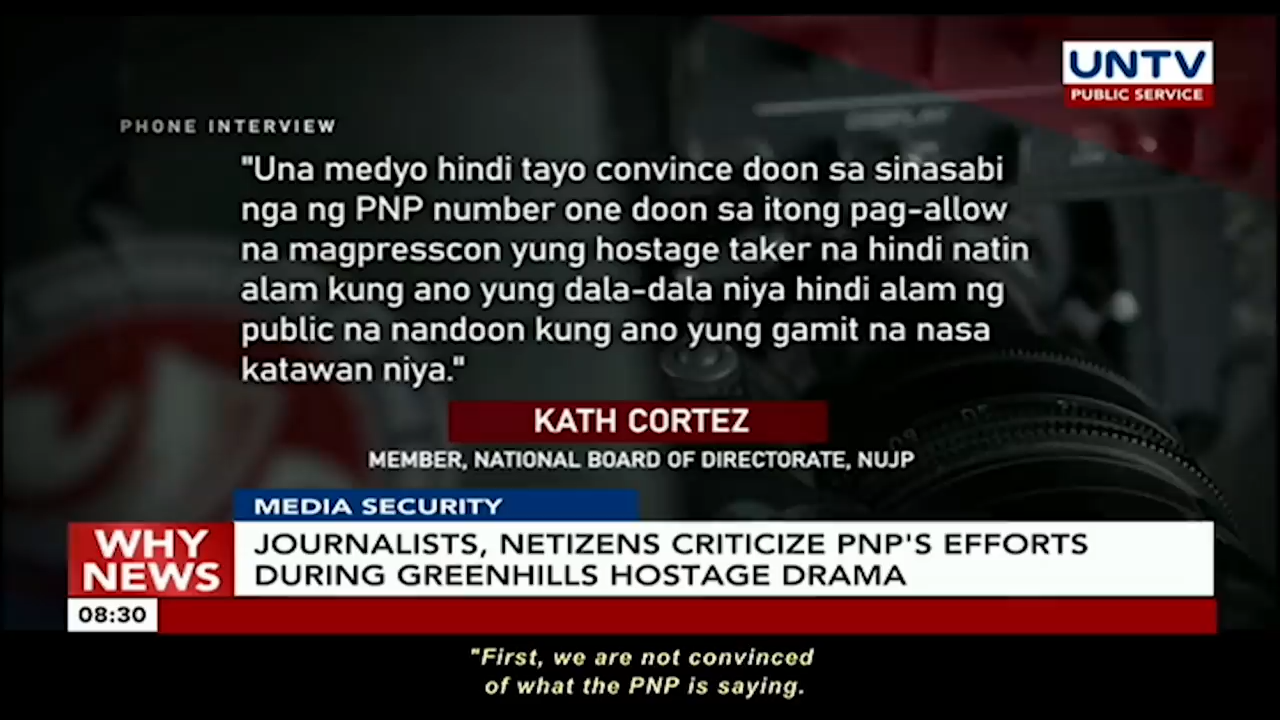 UNTV
PUBLIC SERVICE
PHONE INTERVIEW
"Una medyo hindi tayo convince doon sa sinasabi
nga ng PNP number one doon sa itong pag-allow
na magpresscon yung hostage taker na hindi natin
alam kung ano yung dala-dala niya hindi alam ng
public na nandoon kung ano yung gamit na nasa
katawan niya."
KATH CORTEZ
MEMBER, NATIONAL BOARD OF DIRECTORATE, NUJP
MEDIA SECURITY
WHY
NEWS
JOURNALISTS, NETIZENS CRITICIZE PNP'S EFFORTS
DURING GREENHILLS HOSTAGE DRAMA
08:30
"First, we are not convinced
of what the PNP is saying.